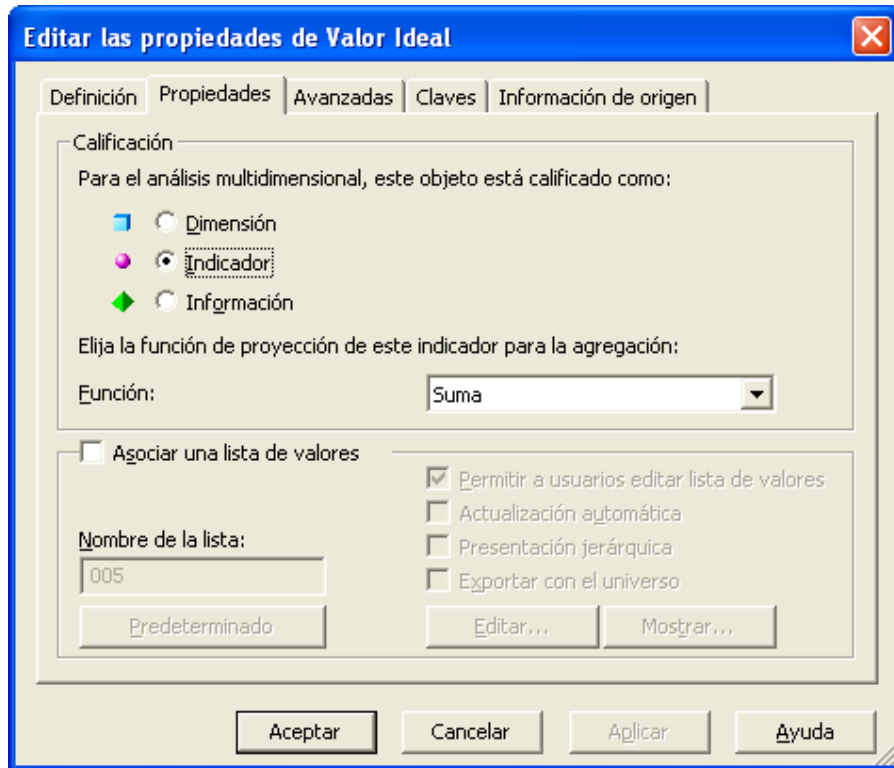 Editar las propiedades de Valor Ideal
Definición Propiedades Avanzadas Claves Información de origen
Calificación
Para el análisis multidimensional, este objeto está calificado como:
Dimensión
Indicador
Información
Elija la función de proyección de este indicador para la agregación:
Función: Suma
Asociar una lista de valores
Permitir a usuarios editar lista de valores
Actualización automática
Nombre de la lista:
Presentación jerárquica
005
Exportar con el universo
Predeterminado Editar... Mostrar...
Aceptar Cancelar Aplicar Ayuda